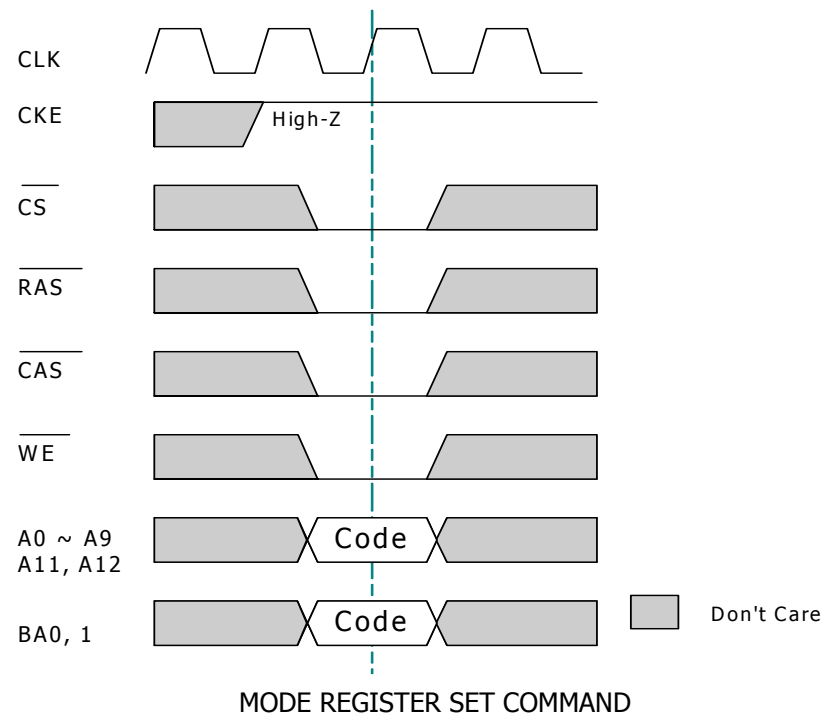 CLK
CKE
High-Z
CS
RAS
CAS
WE
A0 ~ A9
A11, A12
Code
BA0, 1
Code
Don't Care
MODE REGISTER SET COMMAND